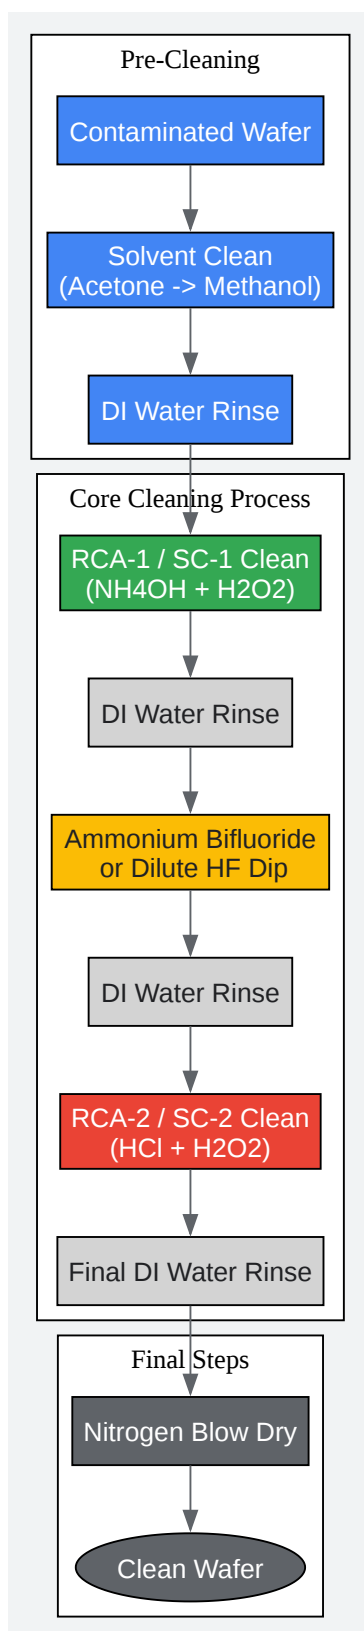 Pre-Cleaning
Contaminated Wafer
Solvent Clean
(Acetone -> Methanol)
DI Water Rinse
Core Cleaning Process
RCA-1 / SC-1 Clean
(NH4OH + H2O2)
DI Water Rinse
Ammonium Bifluoride
or Dilute HF Dip
DI Water Rinse
RCA-2 / SC-2 Clean
(HCl + H2O2)
Final DI Water Rinse
Final Steps
Nitrogen Blow Dry
Clean Wafer